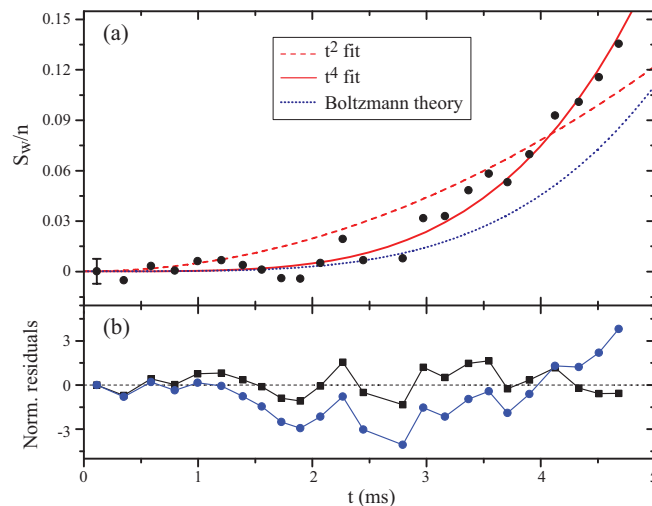 0.15
(a)
t² fit
t⁴ fit
Boltzmann theory
0.12
0.09
0.06
0.03
0
S_w/n
(b)
3
0
-3
Norm. residuals
0 1 2 3 4 5
t (ms)